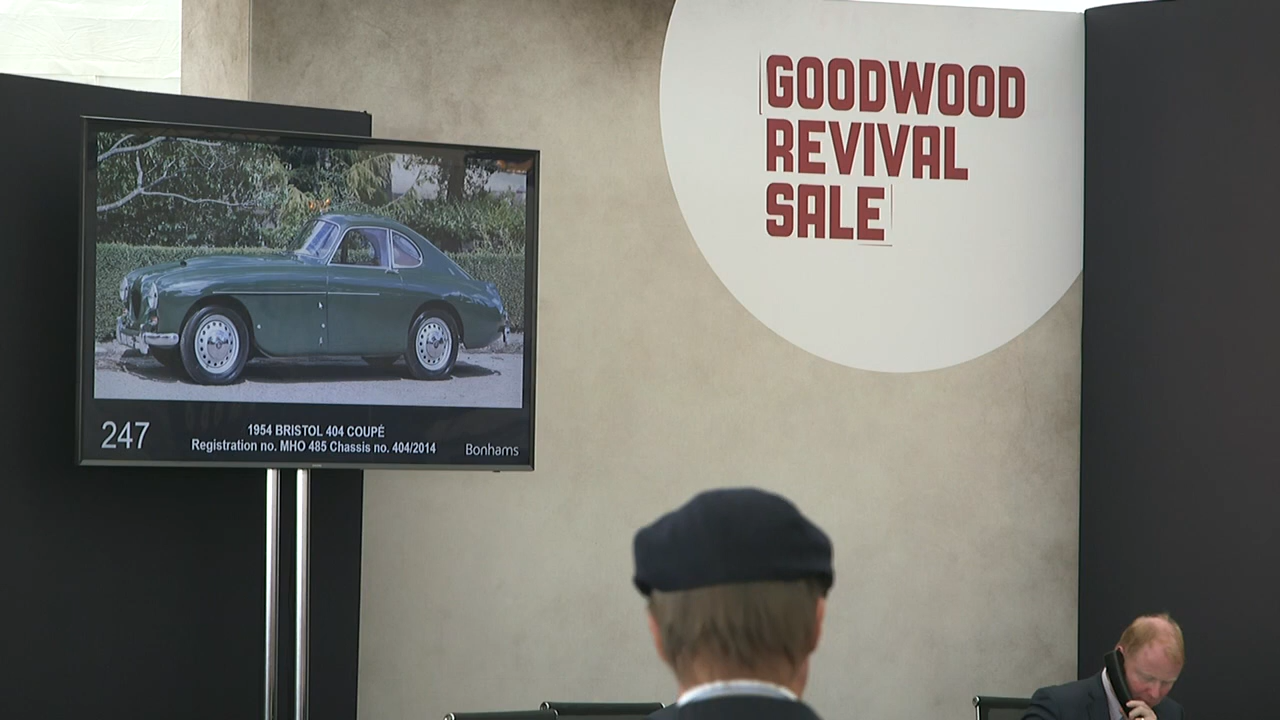 GOODWOOD
REVIVAL
SALE
247
1954 BRISTOL 404 COUPÉ
Registration no. MHO 485 Chassis no. 404/2014
Bonhams